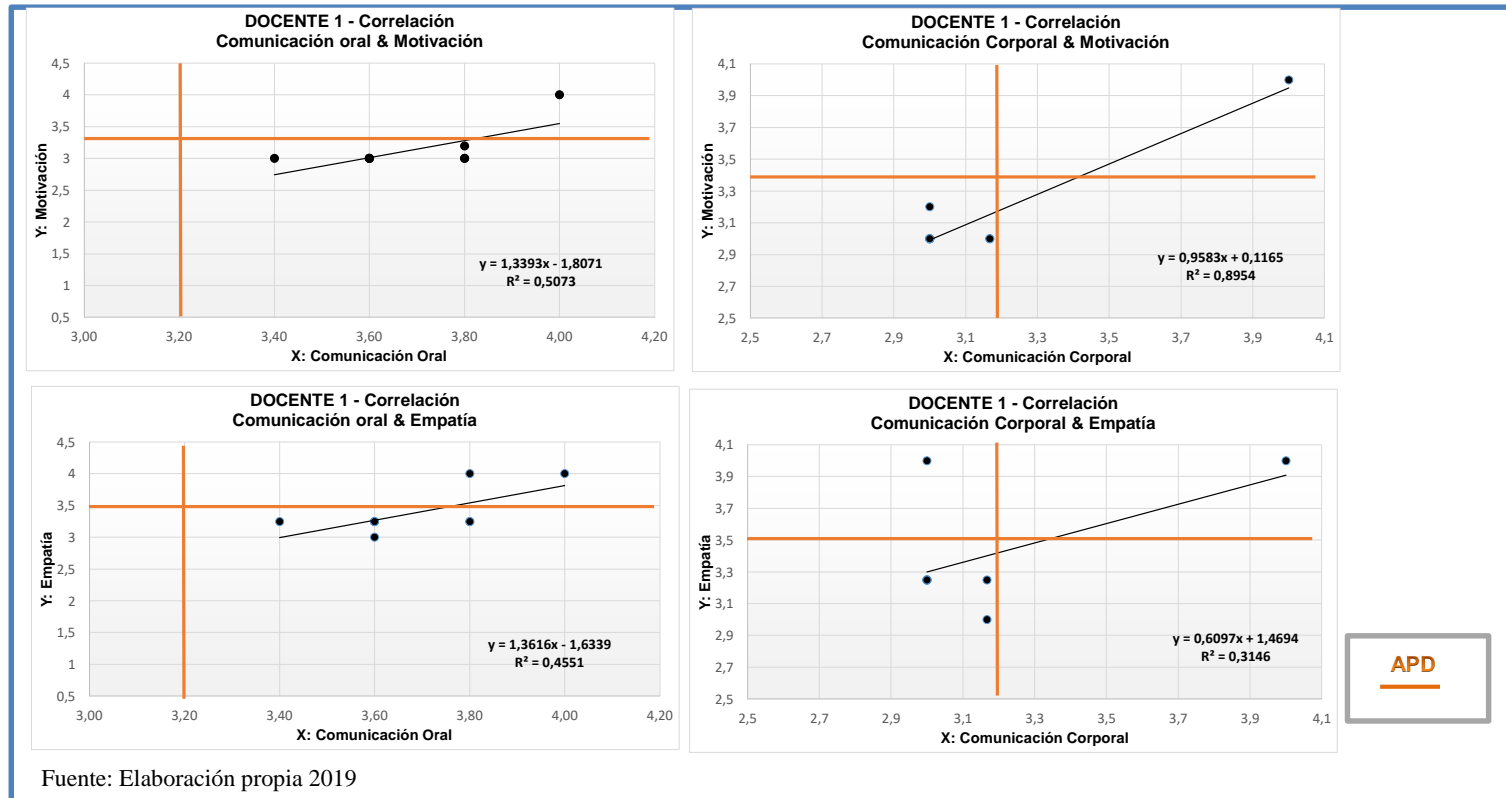 DOCENTE 1 - Correlación
Comunicación oral & Motivación
4,5
4
3,5
3
2,5
2
1,5
1
0,5
Y: Motivación
y = 1,3393x - 1,8071
R² = 0,5073
3,00 3,20 3,40 3,60 3,80 4,00 4,20
X: Comunicación Oral
DOCENTE 1 - Correlación
Comunicación Corporal & Motivación
4,1
3,9
3,7
3,5
3,3
3,1
2,9
2,7
2,5
Y: Motivación
y = 0,9583x + 0,1165
R² = 0,8954
2,5 2,7 2,9 3,1 3,3 3,5 3,7 3,9 4,1
X: Comunicación Corporal
DOCENTE 1 - Correlación
Comunicación oral & Empatía
4,5
4
3,5
3
2,5
2
1,5
1
0,5
Y: Empatía
y = 1,3616x - 1,6339
R² = 0,4551
3,00 3,20 3,40 3,60 3,80 4,00 4,20
X: Comunicación Oral
DOCENTE 1 - Correlación
Comunicación Corporal & Empatía
4,1
3,9
3,7
3,5
3,3
3,1
2,9
2,7
2,5
Y: Empatía
y = 0,6097x + 1,4694
R² = 0,3146
2,5 2,7 2,9 3,1 3,3 3,5 3,7 3,9 4,1
X: Comunicación Corporal
APD
Fuente: Elaboración propia 2019